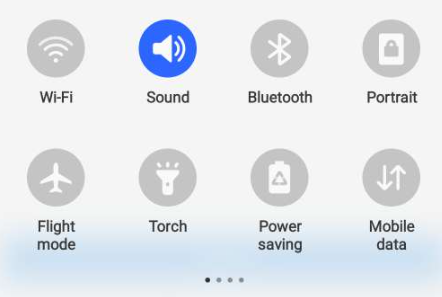 Wi-Fi
Sound
Bluetooth
Portrait
Flight
mode
Torch
Power
saving
Mobile
data